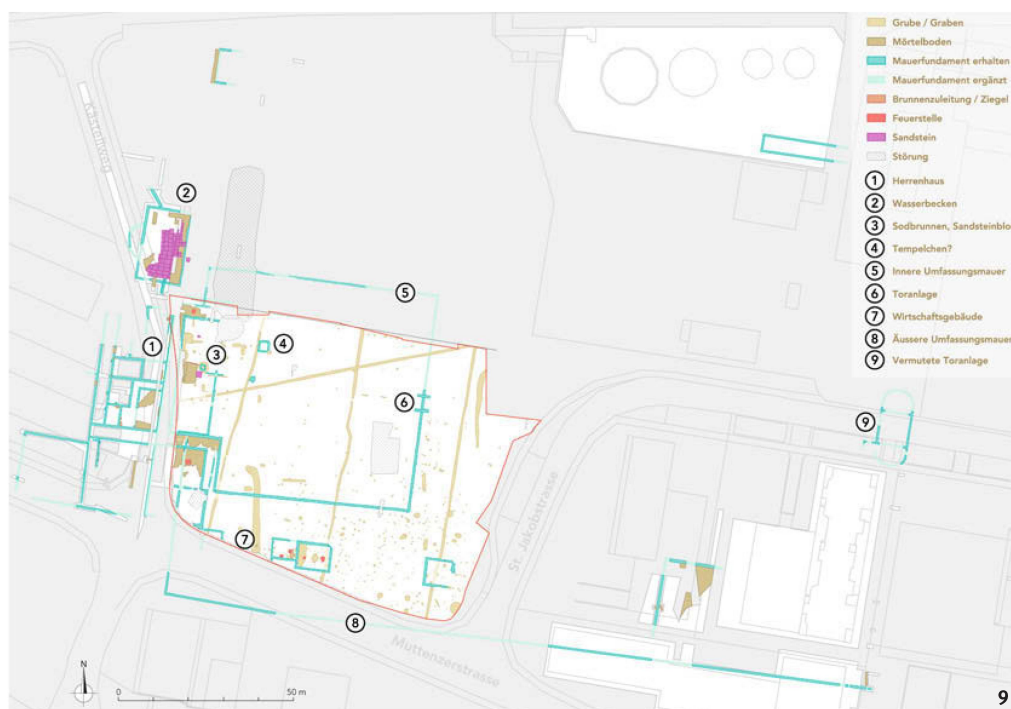 Grube / Graben
Mörtelboden
Mauerfundament erhalten
Mauerfundament ergänzt
Brunnenzuleitung / Ziegel
Feuerstelle
Sandstein
Störung
1 Herrenhaus
2 Wasserbecken
3 Sodbrunnen, Sandsteinblo
4 Tempelchen?
5 Innere Umfassungsmauer
6 Toranlage
7 Wirtschaftsgebäude
8 Äussere Umfassungsmauer
9 Vermutete Toranlage
Kästeliweg
2
5
1
3
4
6
9
7
St. Jakobstrasse
8
Muttenzerstrasse
N
0 50 m
9